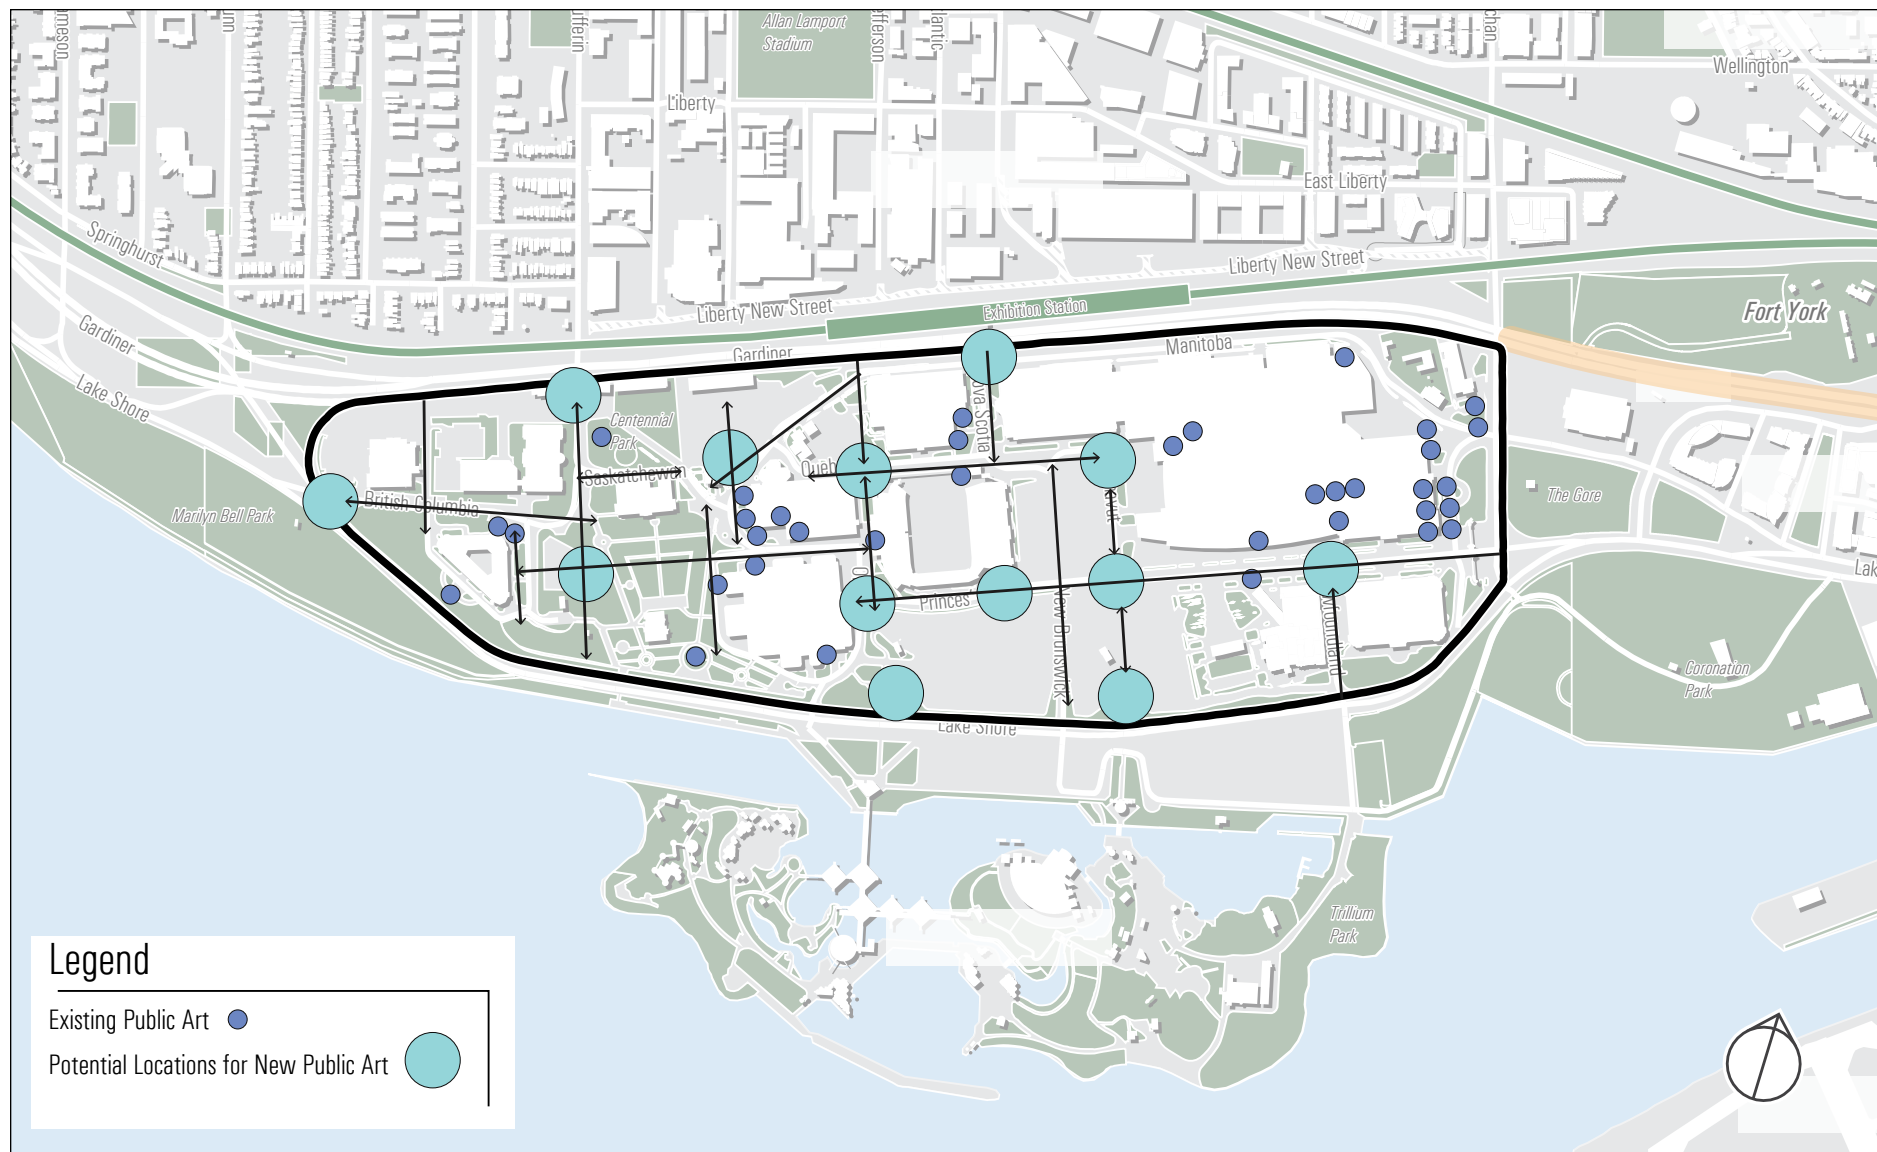 Allan Lamport
Stadium
Wellington
Liberty
East Liberty
Springhurst
Liberty New Street
Liberty New Street
Exhibition Station
Fort York
Gardiner
Gardiner
Manitoba
Lake Shore
Centennial
Park
Saskatchewan
British Columbia
Marilyn Bell Park
The Gore
Princes'
New Brunswick
Coronation
Park
Lake Shore
Trillium
Park
Legend
Existing Public Art
Potential Locations for New Public Art